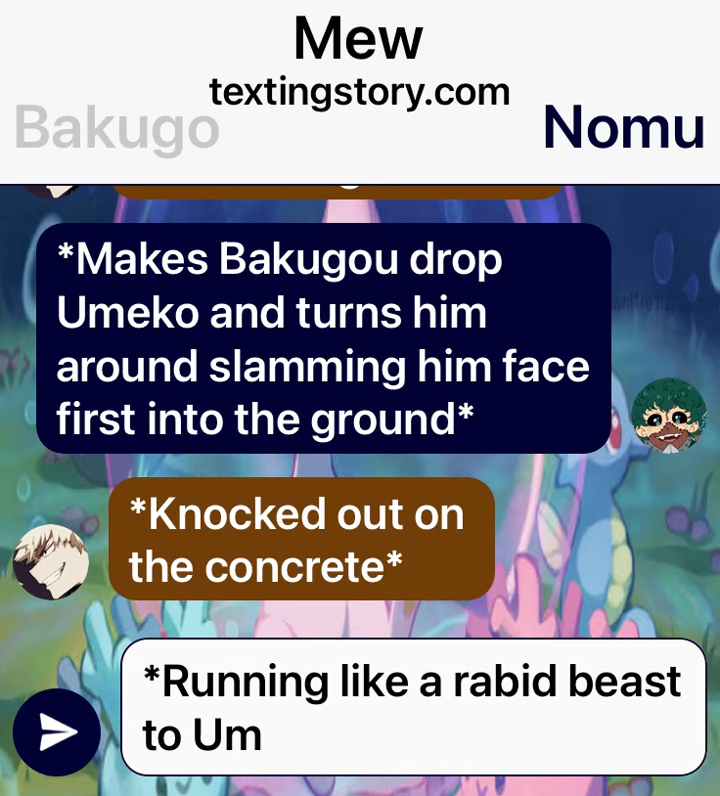 Mew
textingstory.com
Bakugo
Nomu
*Makes Bakugou drop
Umeko and turns him
around slamming him face
first into the ground*
*Knocked out on
the concrete*
*Running like a rabid beast
to Um